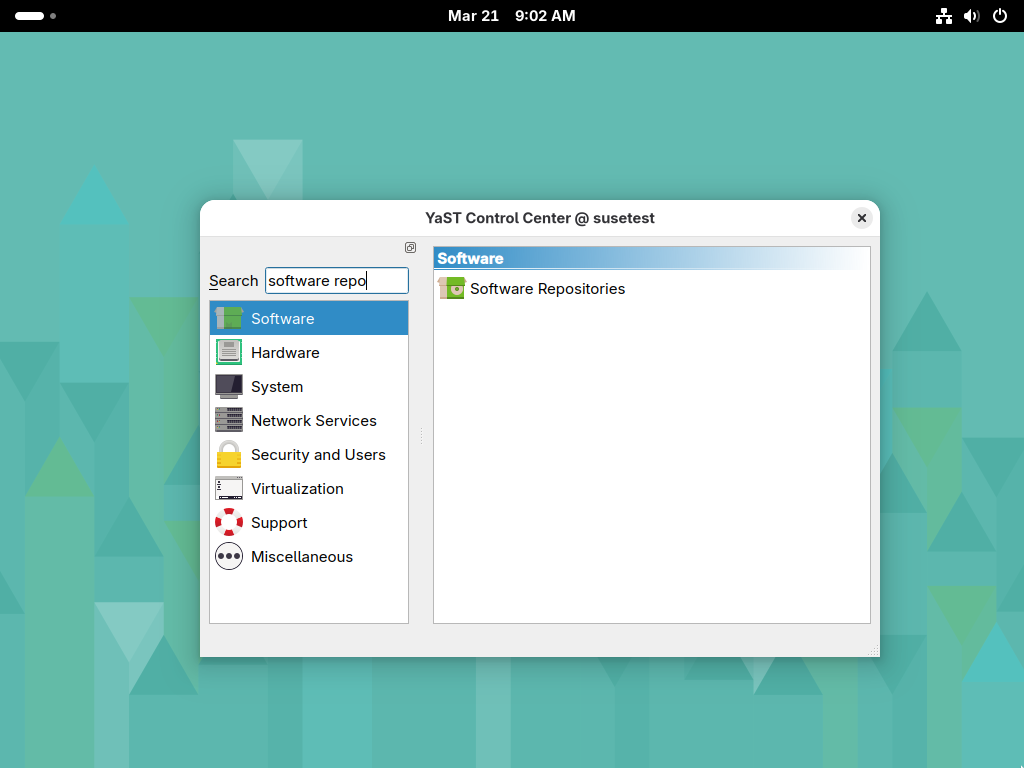 Mar 21 9:02 AM
YaST Control Center @ susetest
Search software repo
Software
Hardware
System
Network Services
Security and Users
Virtualization
Support
Miscellaneous
Software
Software Repositories